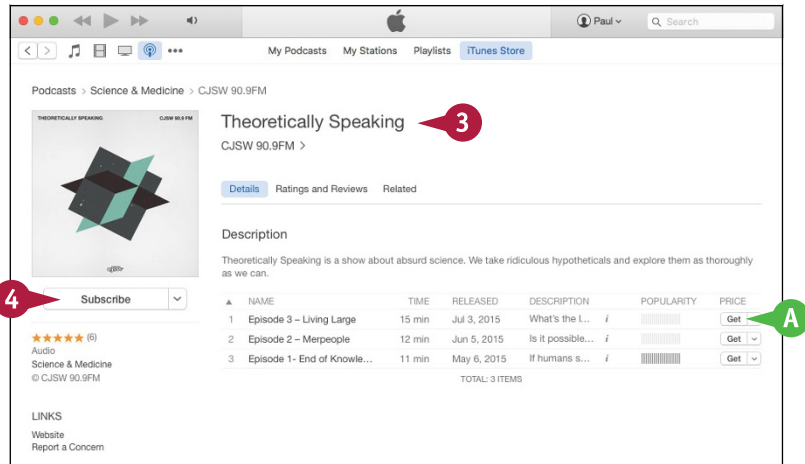 Paul
Search
My Podcasts My Stations Playlists iTunes Store
Podcasts > Science & Medicine > CJSW 90.9FM
THEORETICALLY SPEAKING CJSW 90.9 FM
Theoretically Speaking
3
CJSW 90.9FM >
Details Ratings and Reviews Related
Description
Theoretically Speaking is a show about absurd science. We take ridiculous hypotheticals and explore them as thoroughly
as we can.
4
Subscribe
NAME TIME RELEASED DESCRIPTION POPULARITY PRICE
1 Episode 3 – Living Large 15 min Jul 3, 2015 What's the l... i Get
A
2 Episode 2 – Merpeople 12 min Jun 5, 2015 Is it possible... i Get
3 Episode 1- End of Knowle... 11 min May 6, 2015 If humans s... i Get
TOTAL: 3 ITEMS
(6)
Audio
Science & Medicine
© CJSW 90.9FM
LINKS
Website
Report a Concern